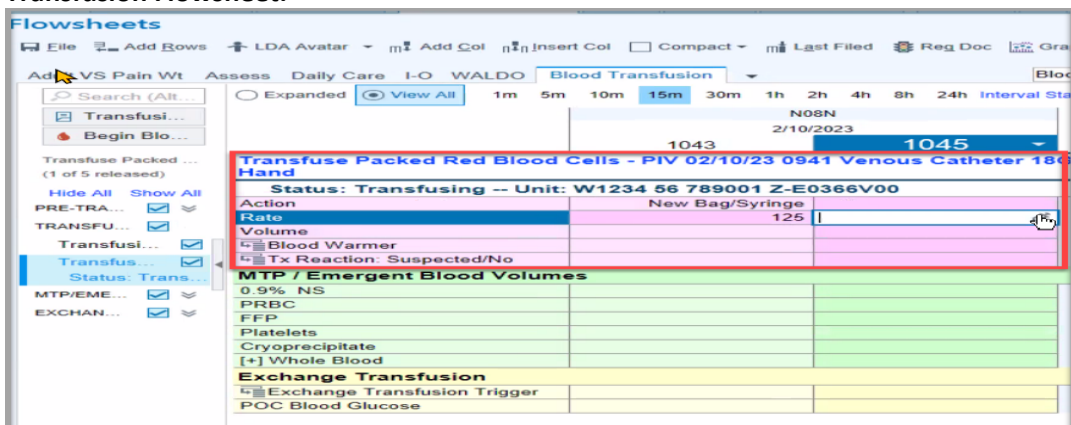 Flowsheets
File Add Rows LDA Avatar Add Col Insert Col Compact Last Filed Reg Doc Gra
VS Pain Wt Assess Daily Care I-O WALDO Blood Transfusion Bloo
Search (Alt... Expanded View All 1m 5m 10m 15m 30m 1h 2h 4h 8h 24h Interval Sta
Transfusi... N08N
Begin Blo... 2/10/2023
1043 1045
Transfuse Packed ...
(1 of 5 released)
Transfuse Packed Red Blood Cells - PIV 02/10/23 0941 Venous Catheter 18G
Hand
Hide All Show All
Status: Transfusing -- Unit: W1234 56 789001 Z-E0366V00
PRE-TRA...
Action New Bag/Syringe
Rate 125
TRANSFU...
Volume
Transfusi...
Blood Warmer
Transfus...
Tx Reaction: Suspected/No
Status: Trans...
MTP / Emergent Blood Volumes
MTP/EME...
0.9% NS
PRBC
EXCHAN...
FFP
Platelets
Cryoprecipitate
[+] Whole Blood
Exchange Transfusion
Exchange Transfusion Trigger
POC Blood Glucose